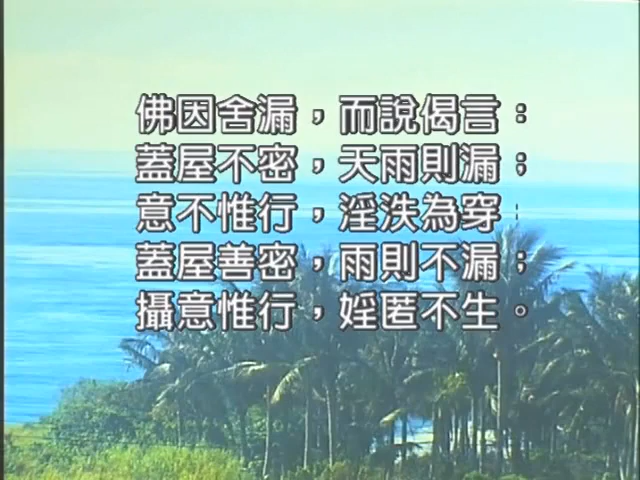 佛因舍漏，而說偈言：
蓋屋不密，天雨則漏；
意不惟行，淫泆為穿；
蓋屋善密，雨則不漏；
攝意惟行，婬匿不生。